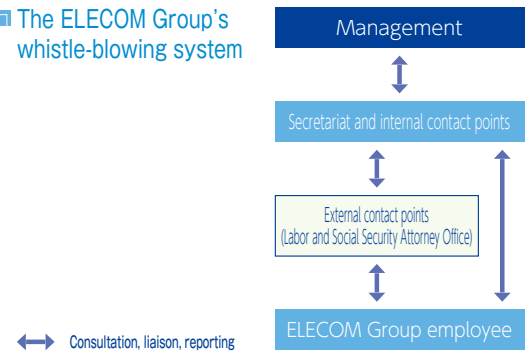 The ELECOM Group's
whistle-blowing system
Management
Secretariat and internal contact points
External contact points
(Labor and Social Security Attorney Office)
ELECOM Group employee
Consultation, liaison, reporting